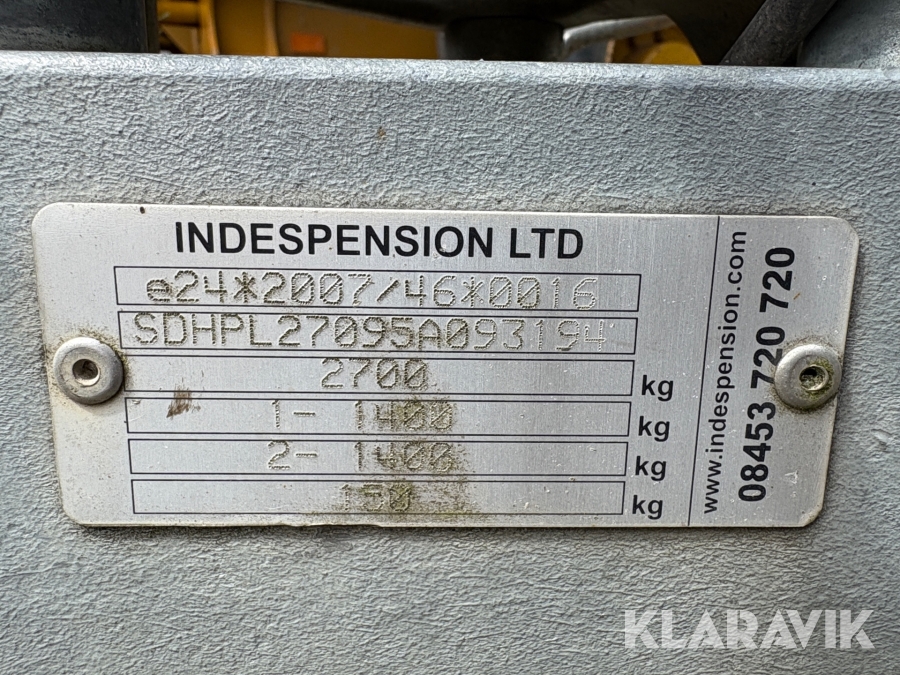 INDESPENSION LTD
e24*2007/46*0016
SDHPL27095A093194
2700 kg
1- 1400 kg
2- 1400 kg
150 kg
www.indespension.com
08453 720 720
KLARAVIK